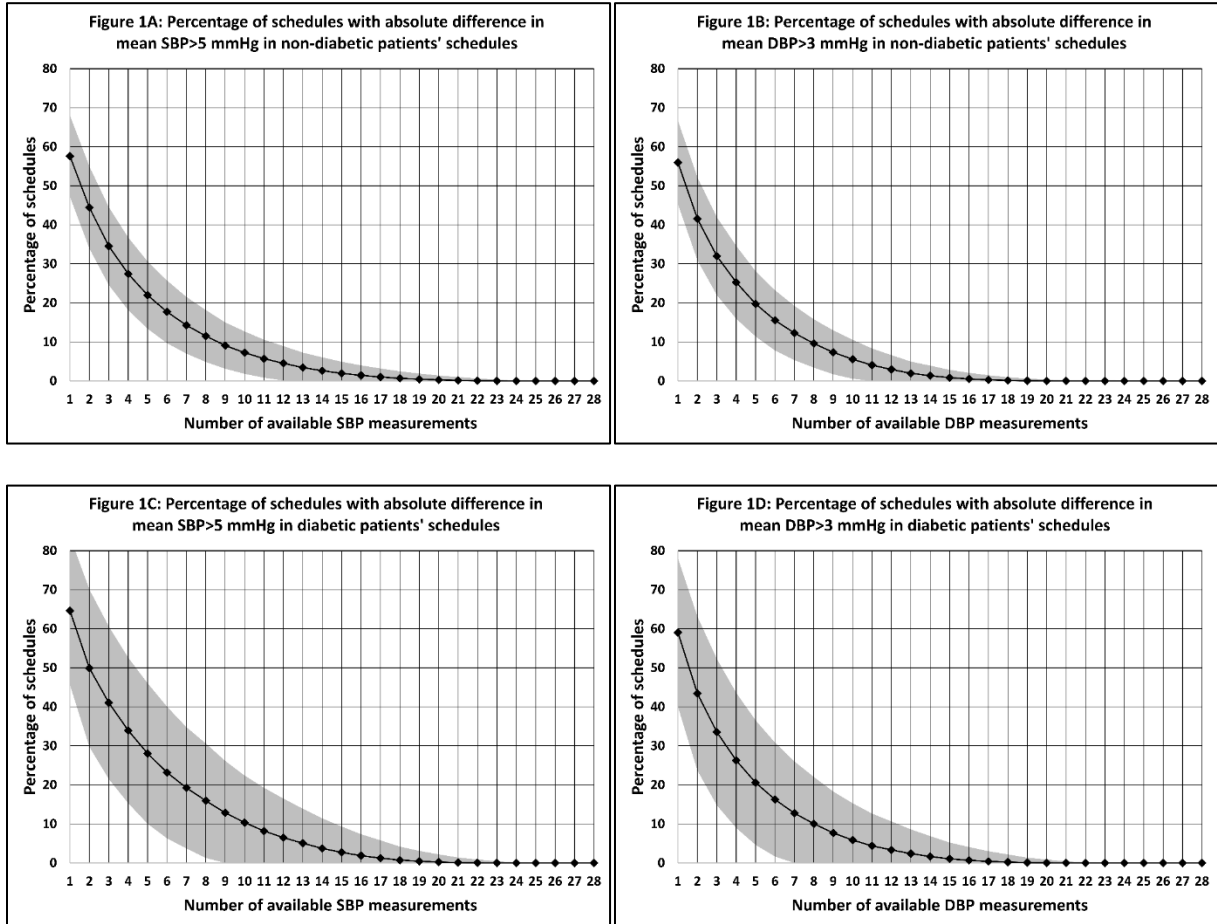 Figure 1A: Percentage of schedules with absolute difference in
mean SBP>5 mmHg in non-diabetic patients' schedules
80
70
60
50
40
30
20
10
0
Percentage of schedules
1 2 3 4 5 6 7 8 9 10 11 12 13 14 15 16 17 18 19 20 21 22 23 24 25 26 27 28
Number of available SBP measurements
Figure 1B: Percentage of schedules with absolute difference in
mean DBP>3 mmHg in non-diabetic patients' schedules
80
70
60
50
40
30
20
10
0
Percentage of schedules
1 2 3 4 5 6 7 8 9 10 11 12 13 14 15 16 17 18 19 20 21 22 23 24 25 26 27 28
Number of available DBP measurements
Figure 1C: Percentage of schedules with absolute difference in
mean SBP>5 mmHg in diabetic patients' schedules
80
70
60
50
40
30
20
10
0
Percentage of schedules
1 2 3 4 5 6 7 8 9 10 11 12 13 14 15 16 17 18 19 20 21 22 23 24 25 26 27 28
Number of available SBP measurements
Figure 1D: Percentage of schedules with absolute difference in
mean DBP>3 mmHg in diabetic patients' schedules
80
70
60
50
40
30
20
10
0
Percentage of schedules
1 2 3 4 5 6 7 8 9 10 11 12 13 14 15 16 17 18 19 20 21 22 23 24 25 26 27 28
Number of available DBP measurements